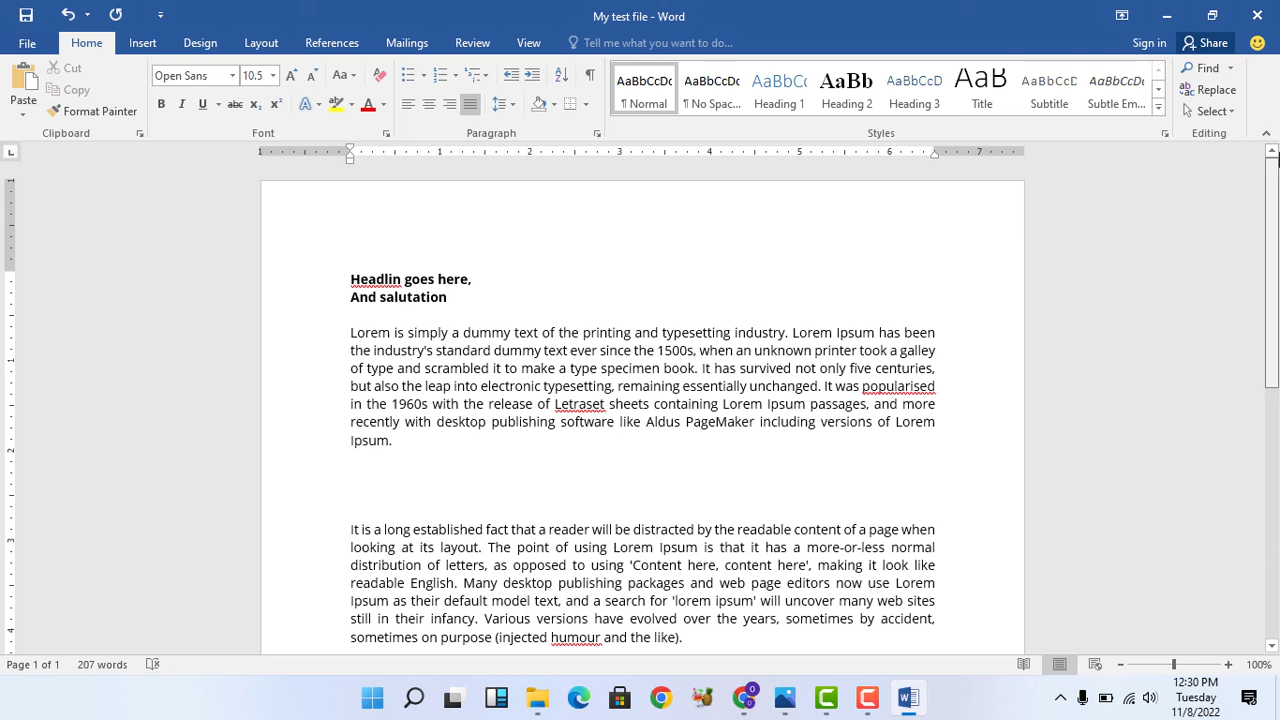 My test file - Word
File Home Insert Design Layout References Mailings Review View Tell me what you want to do... Sign in Share
Paste
Cut
Copy
Format Painter
Clipboard
Open Sans 10.5
Font
Paragraph
AaBbCcDc AaBbCcDc AaBbCc AaBb AaBbCcD AaB AaBbCcD AaBbCcDc
¶ Normal ¶ No Spac... Heading 1 Heading 2 Heading 3 Title Subtitle Subtle Em...
Styles
Find
Replace
Select
Editing
1 1 2 3 4 5 6 7
Headlin goes here,
And salutation
Lorem is simply a dummy text of the printing and typesetting industry. Lorem Ipsum has been
the industry's standard dummy text ever since the 1500s, when an unknown printer took a galley
of type and scrambled it to make a type specimen book. It has survived not only five centuries,
but also the leap into electronic typesetting, remaining essentially unchanged. It was popularised
in the 1960s with the release of Letraset sheets containing Lorem Ipsum passages, and more
recently with desktop publishing software like Aldus PageMaker including versions of Lorem
Ipsum.
It is a long established fact that a reader will be distracted by the readable content of a page when
looking at its layout. The point of using Lorem Ipsum is that it has a more-or-less normal
distribution of letters, as opposed to using 'Content here, content here', making it look like
readable English. Many desktop publishing packages and web page editors now use Lorem
Ipsum as their default model text, and a search for 'lorem ipsum' will uncover many web sites
still in their infancy. Various versions have evolved over the years, sometimes by accident,
sometimes on purpose (injected humour and the like).
Page 1 of 1 207 words 100%
12:30 PM
Tuesday
11/8/2022